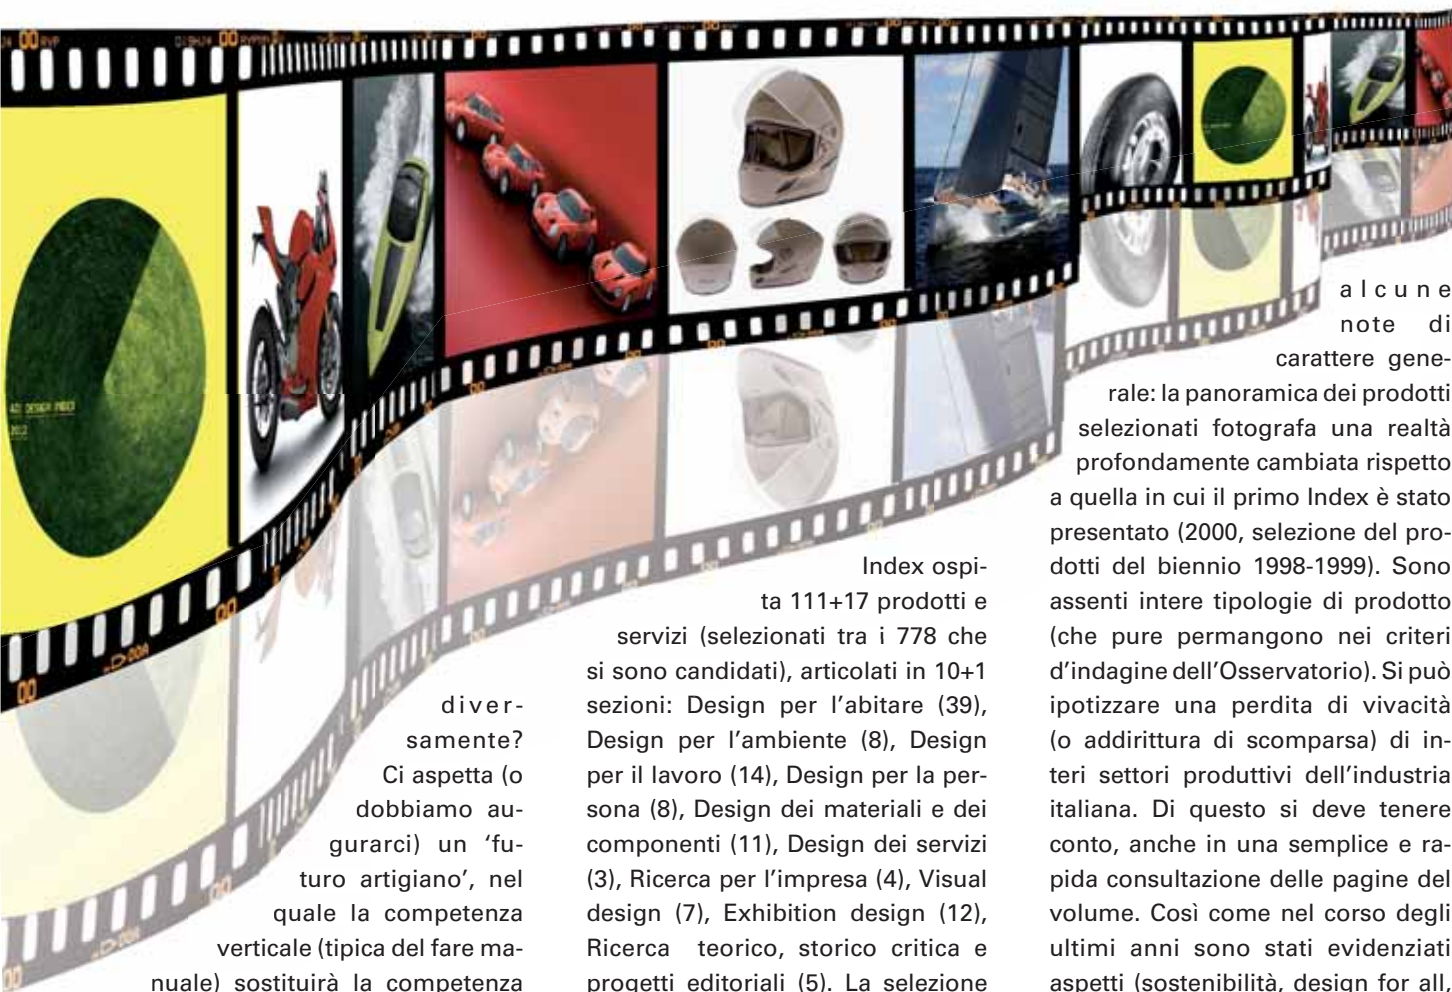 ADI DESIGN INDEX
2012
diver-
samente?
Ci aspetta (o
dobbiamo au-
gurarci) un ‘fu-
turo artigiano’, nel
quale la competenza
verticale (tipica del fare ma-
nuale) sostituirà la competenza
Index ospi-
ta 111+17 prodotti e
servizi (selezionati tra i 778 che
si sono candidati), articolati in 10+1
sezioni: Design per l’abitare (39),
Design per l’ambiente (8), Design
per il lavoro (14), Design per la per-
sona (8), Design dei materiali e dei
componenti (11), Design dei servizi
(3), Ricerca per l’impresa (4), Visual
design (7), Exhibition design (12),
Ricerca teorico, storico critica e
progetti editoriali (5). La selezione
alcune
note di
carattere gene-
rale: la panoramica dei prodotti
selezionati fotografa una realtà
profondamente cambiata rispetto
a quella in cui il primo Index è stato
presentato (2000, selezione del pro-
dotti del biennio 1998-1999). Sono
assenti intere tipologie di prodotto
(che pure permangono nei criteri
d’indagine dell’Osservatorio). Si può
ipotizzare una perdita di vivacità
(o addirittura di scomparsa) di in-
teri settori produttivi dell’industria
italiana. Di questo si deve tenere
conto, anche in una semplice e ra-
pida consultazione delle pagine del
volume. Così come nel corso degli
ultimi anni sono stati evidenziati
aspetti (sostenibilità, design for all,